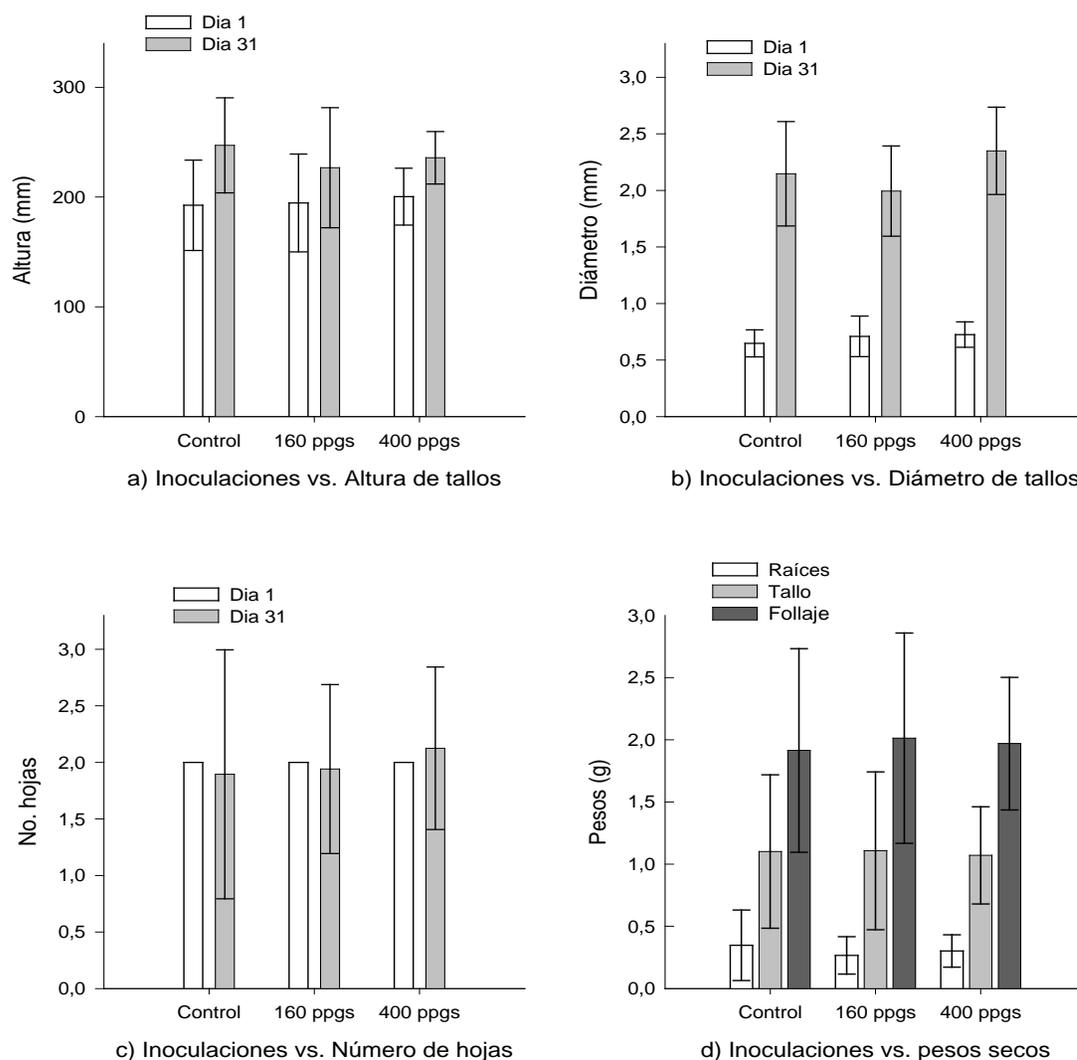 Dia 1
Dia 31
300
200
100
0
Altura (mm)
Control 160 ppgs 400 ppgs
a) Inoculaciones vs. Altura de tallos
Dia 1
Dia 31
3,0
2,5
2,0
1,5
1,0
0,5
0,0
Diámetro (mm)
Control 160 ppgs 400 ppgs
b) Inoculaciones vs. Diámetro de tallos
Dia 1
Dia 31
3,0
2,5
2,0
1,5
1,0
0,5
0,0
No. hojas
Control 160 ppgs 400 ppgs
c) Inoculaciones vs. Número de hojas
Raíces
Tallo
Follaje
3,0
2,5
2,0
1,5
1,0
0,5
0,0
Pesos (g)
Control 160 ppgs 400 ppgs
d) Inoculaciones vs. pesos secos